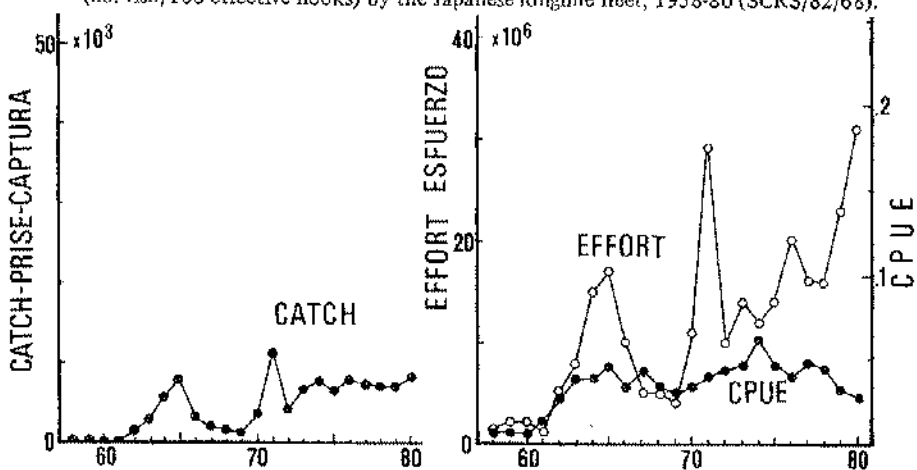 (no. fish/100 effective hooks) by the Japanese longline fleet, 1958-80 (SCRS/82/68).
50 x10³
CATCH-PRISE-CAPTURA
CATCH
0
60 70 80
40 x10⁶
EFFORT ESFUERZO
20
0
EFFORT
CPUE
60 70 80
.2
.1
CPUE